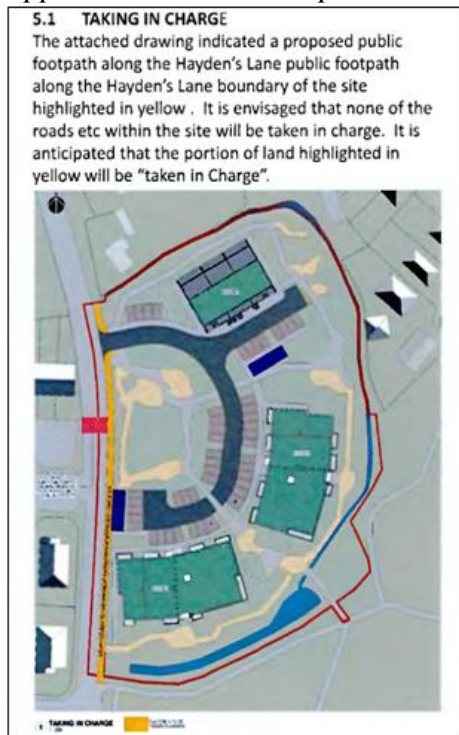 5.1 TAKING IN CHARGE
The attached drawing indicated a proposed public
footpath along the Hayden's Lane public footpath
along the Hayden's Lane boundary of the site
highlighted in yellow . It is envisaged that none of the
roads etc within the site will be taken in charge. It is
anticipated that the portion of land highlighted in
yellow will be "taken in Charge".
1 TAKING IN CHARGE